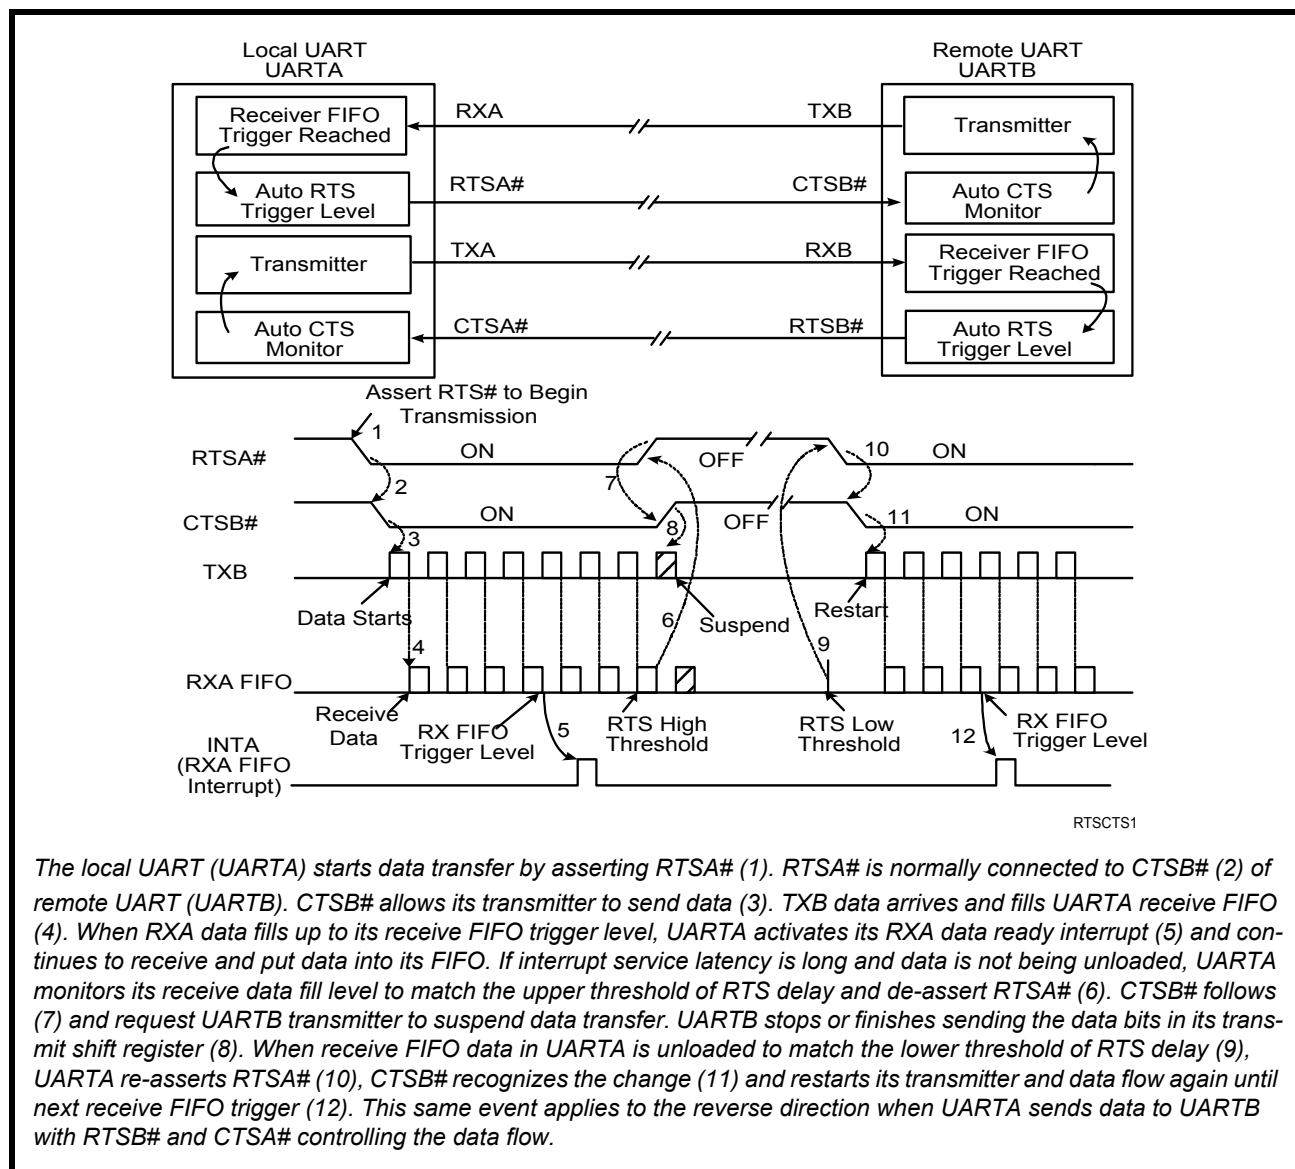 Local UART
UARTA
Remote UART
UARTB
Receiver FIFO
Trigger Reached
RXA
TXB
Transmitter
Auto RTS
Trigger Level
RTSA#
CTSB#
Auto CTS
Monitor
Transmitter
TXA
RXB
Receiver FIFO
Trigger Reached
Auto CTS
Monitor
CTSA#
RTSB#
Auto RTS
Trigger Level
Assert RTS# to Begin
Transmission
RTSA#
1
ON
7
OFF
10
ON
2
CTSB#
ON
8
OFF
11
ON
3
TXB
Data Starts
6
Suspend
Restart
4
9
RXA FIFO
Receive
Data
RX FIFO
Trigger Level
5
RTS High
Threshold
RTS Low
Threshold
12
RX FIFO
Trigger Level
INTA
(RXA FIFO
Interrupt)
RTSCTS1
The local UART (UARTA) starts data transfer by asserting RTSA# (1). RTSA# is normally connected to CTSB# (2) of
remote UART (UARTB). CTSB# allows its transmitter to send data (3). TXB data arrives and fills UARTA receive FIFO
(4). When RXA data fills up to its receive FIFO trigger level, UARTA activates its RXA data ready interrupt (5) and con-
tinues to receive and put data into its FIFO. If interrupt service latency is long and data is not being unloaded, UARTA
monitors its receive data fill level to match the upper threshold of RTS delay and de-assert RTSA# (6). CTSB# follows
(7) and request UARTB transmitter to suspend data transfer. UARTB stops or finishes sending the data bits in its trans-
mit shift register (8). When receive FIFO data in UARTA is unloaded to match the lower threshold of RTS delay (9),
UARTA re-asserts RTSA# (10), CTSB# recognizes the change (11) and restarts its transmitter and data flow again until
next receive FIFO trigger (12). This same event applies to the reverse direction when UARTA sends data to UARTB
with RTSB# and CTSA# controlling the data flow.